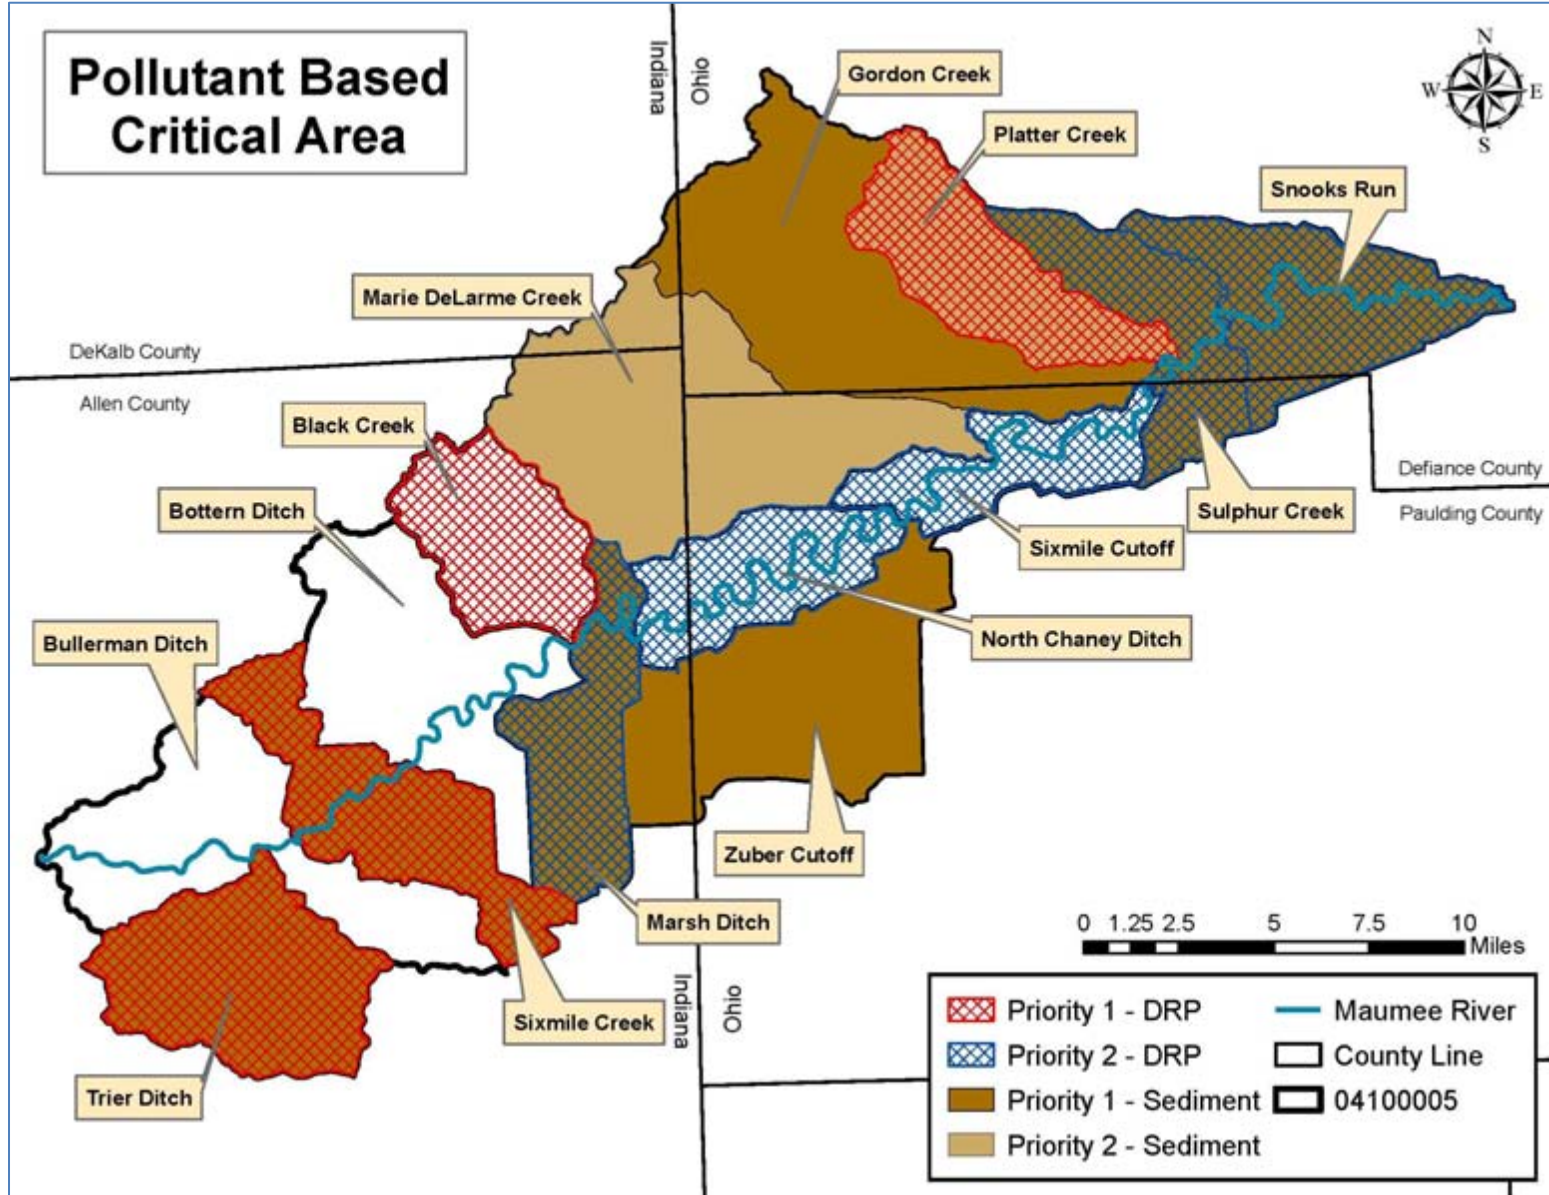 Pollutant Based
Critical Area
Indiana
Ohio
N
W
E
S
Gordon Creek
Platter Creek
Snooks Run
Marie DeLarme Creek
DeKalb County
Allen County
Black Creek
Bottern Ditch
Defiance County
Paulding County
Sulphur Creek
Sixmile Cutoff
North Chaney Ditch
Bullerman Ditch
Zuber Cutoff
Marsh Ditch
Sixmile Creek
Trier Ditch
Indiana
Ohio
0 1.25 2.5 5 7.5 10
Miles
Priority 1 - DRP
Priority 2 - DRP
Priority 1 - Sediment
Priority 2 - Sediment
Maumee River
County Line
04100005